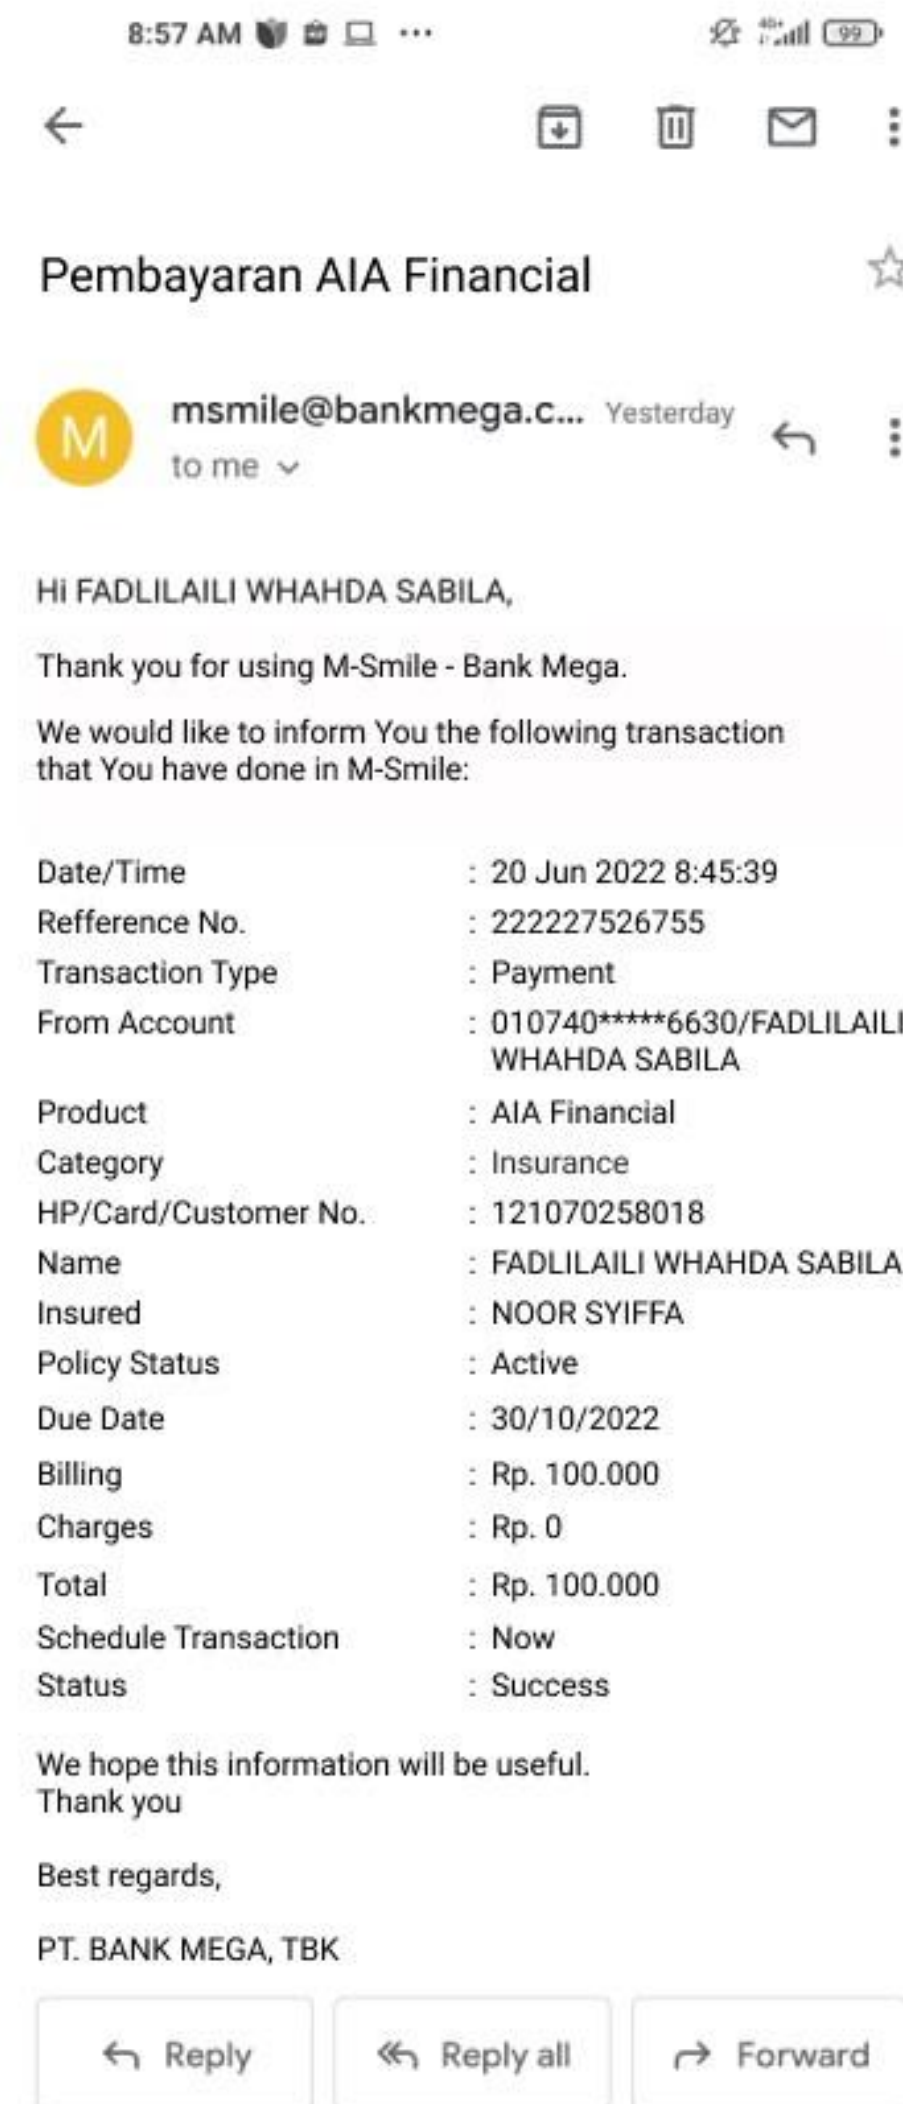 8:57 AM
4G+
99
Pembayaran AIA Financial
M
msmile@bankmega.c... Yesterday
to me
Hi FADLILAILI WHAHDA SABILA,
Thank you for using M-Smile - Bank Mega.
We would like to inform You the following transaction
that You have done in M-Smile:
Date/Time : 20 Jun 2022 8:45:39
Refference No. : 222227526755
Transaction Type : Payment
From Account : 010740*****6630/FADLILAILI
WHAHDA SABILA
Product : AIA Financial
Category : Insurance
HP/Card/Customer No. : 121070258018
Name : FADLILAILI WHAHDA SABILA
Insured : NOOR SYIFFA
Policy Status : Active
Due Date : 30/10/2022
Billing : Rp. 100.000
Charges : Rp. 0
Total : Rp. 100.000
Schedule Transaction : Now
Status : Success
We hope this information will be useful.
Thank you
Best regards,
PT. BANK MEGA, TBK
Reply
Reply all
Forward